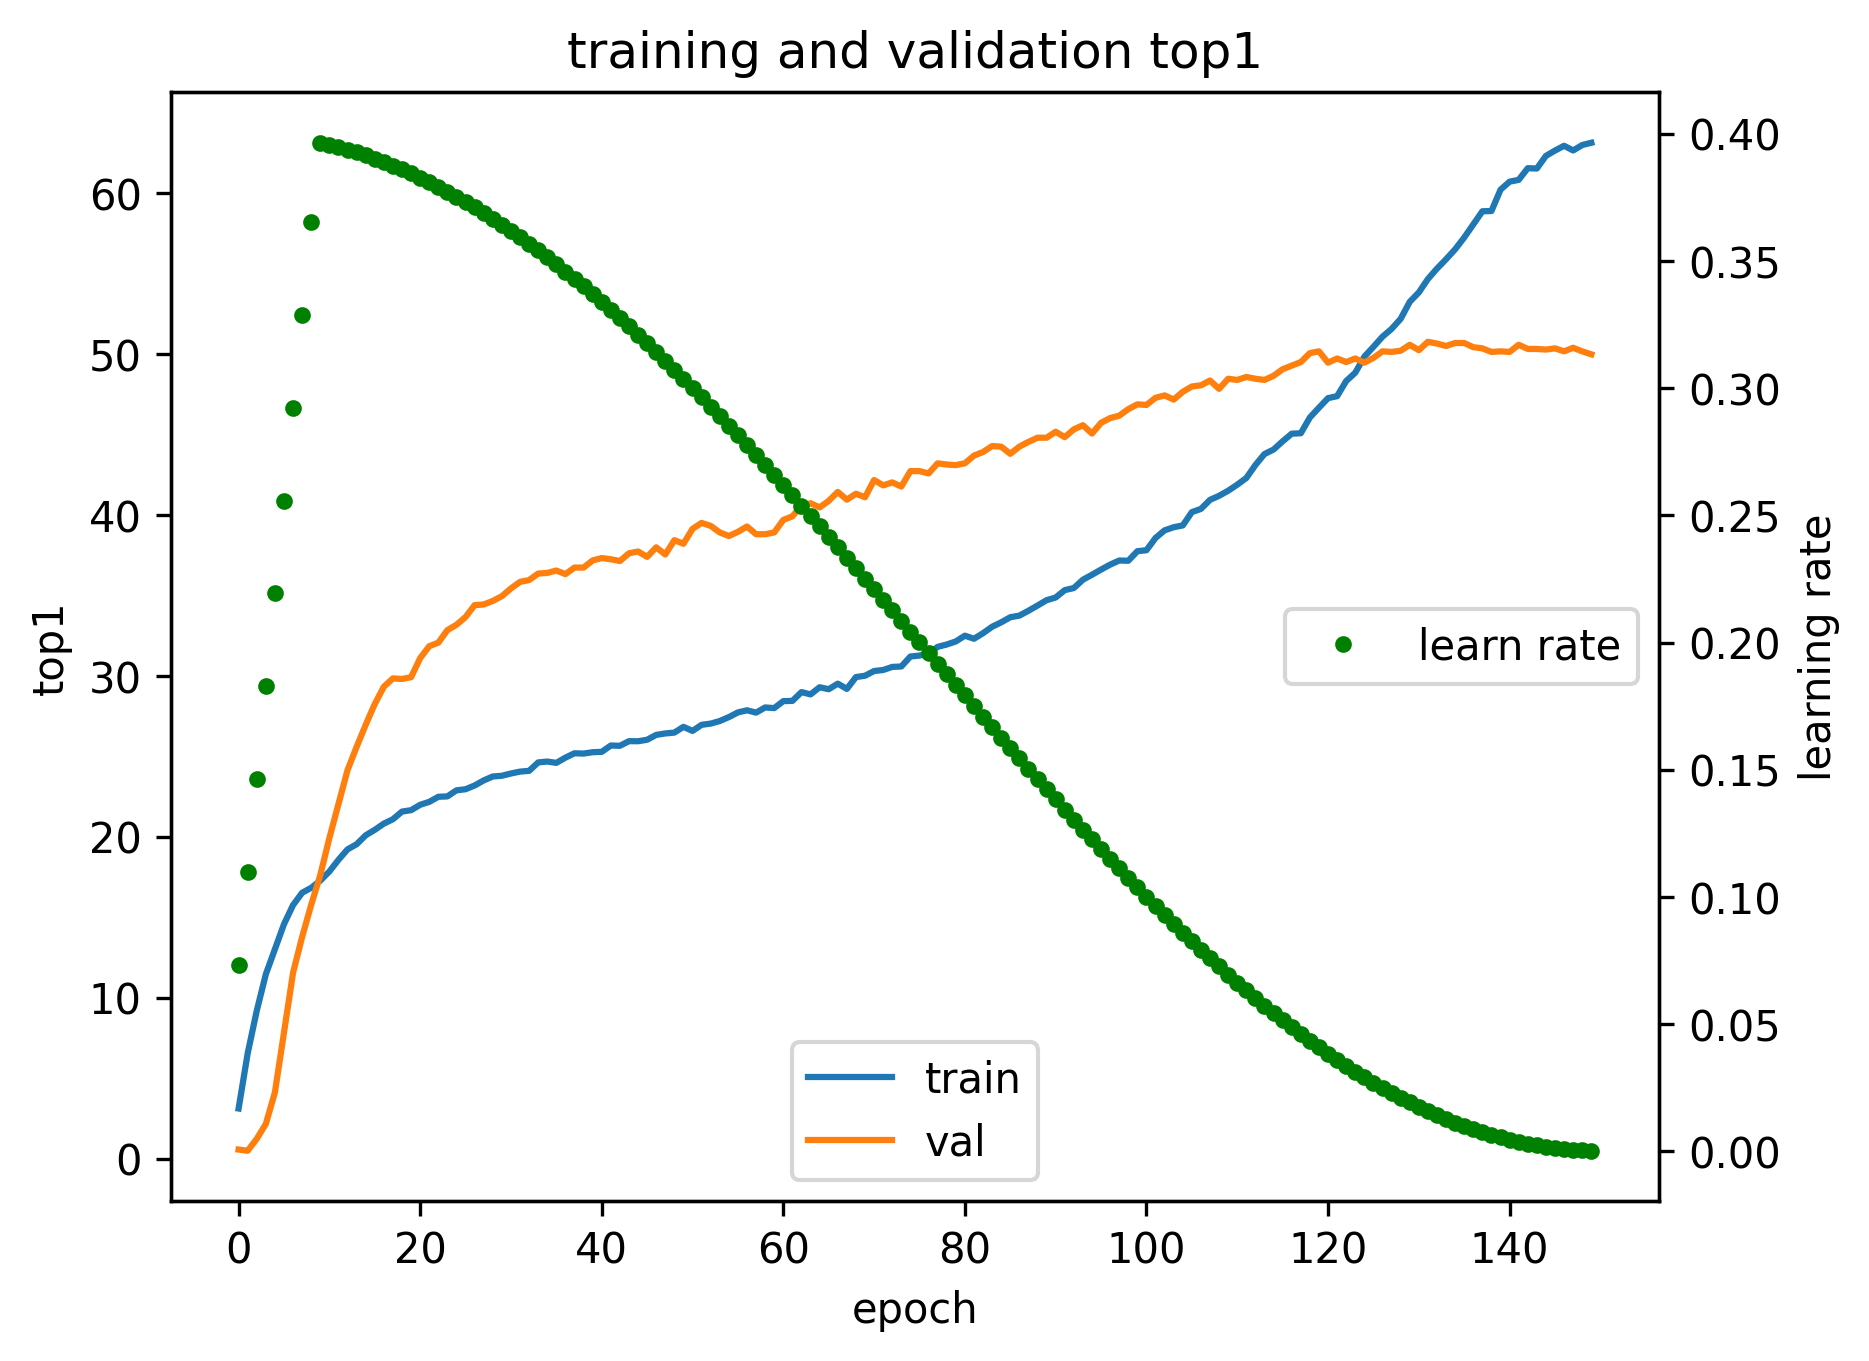 training and validation top1
top1
60
50
40
30
20
10
0
0.40
0.35
0.30
0.25
0.20
0.15
0.10
0.05
0.00
learning rate
learn rate
train
val
0 20 40 60 80 100 120 140
epoch